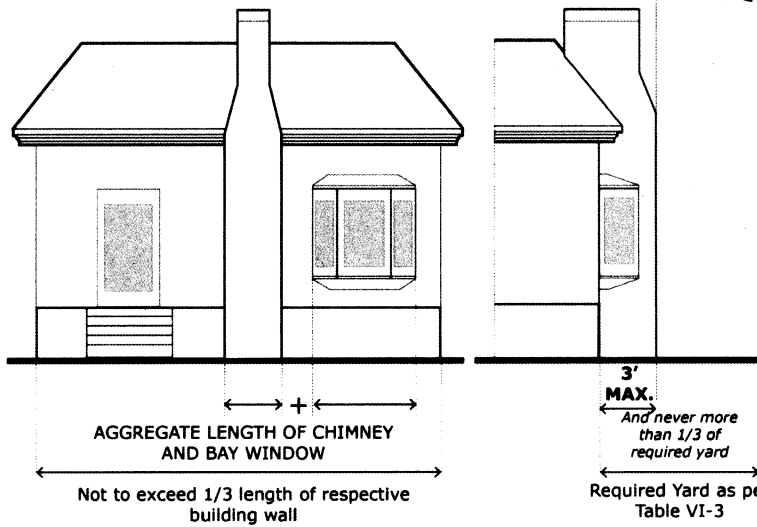 +
AGGREGATE LENGTH OF CHIMNEY
AND BAY WINDOW
Not to exceed 1/3 length of respective
building wall
3'
MAX.
And never more
than 1/3 of
required yard
Required Yard as pe
Table VI-3